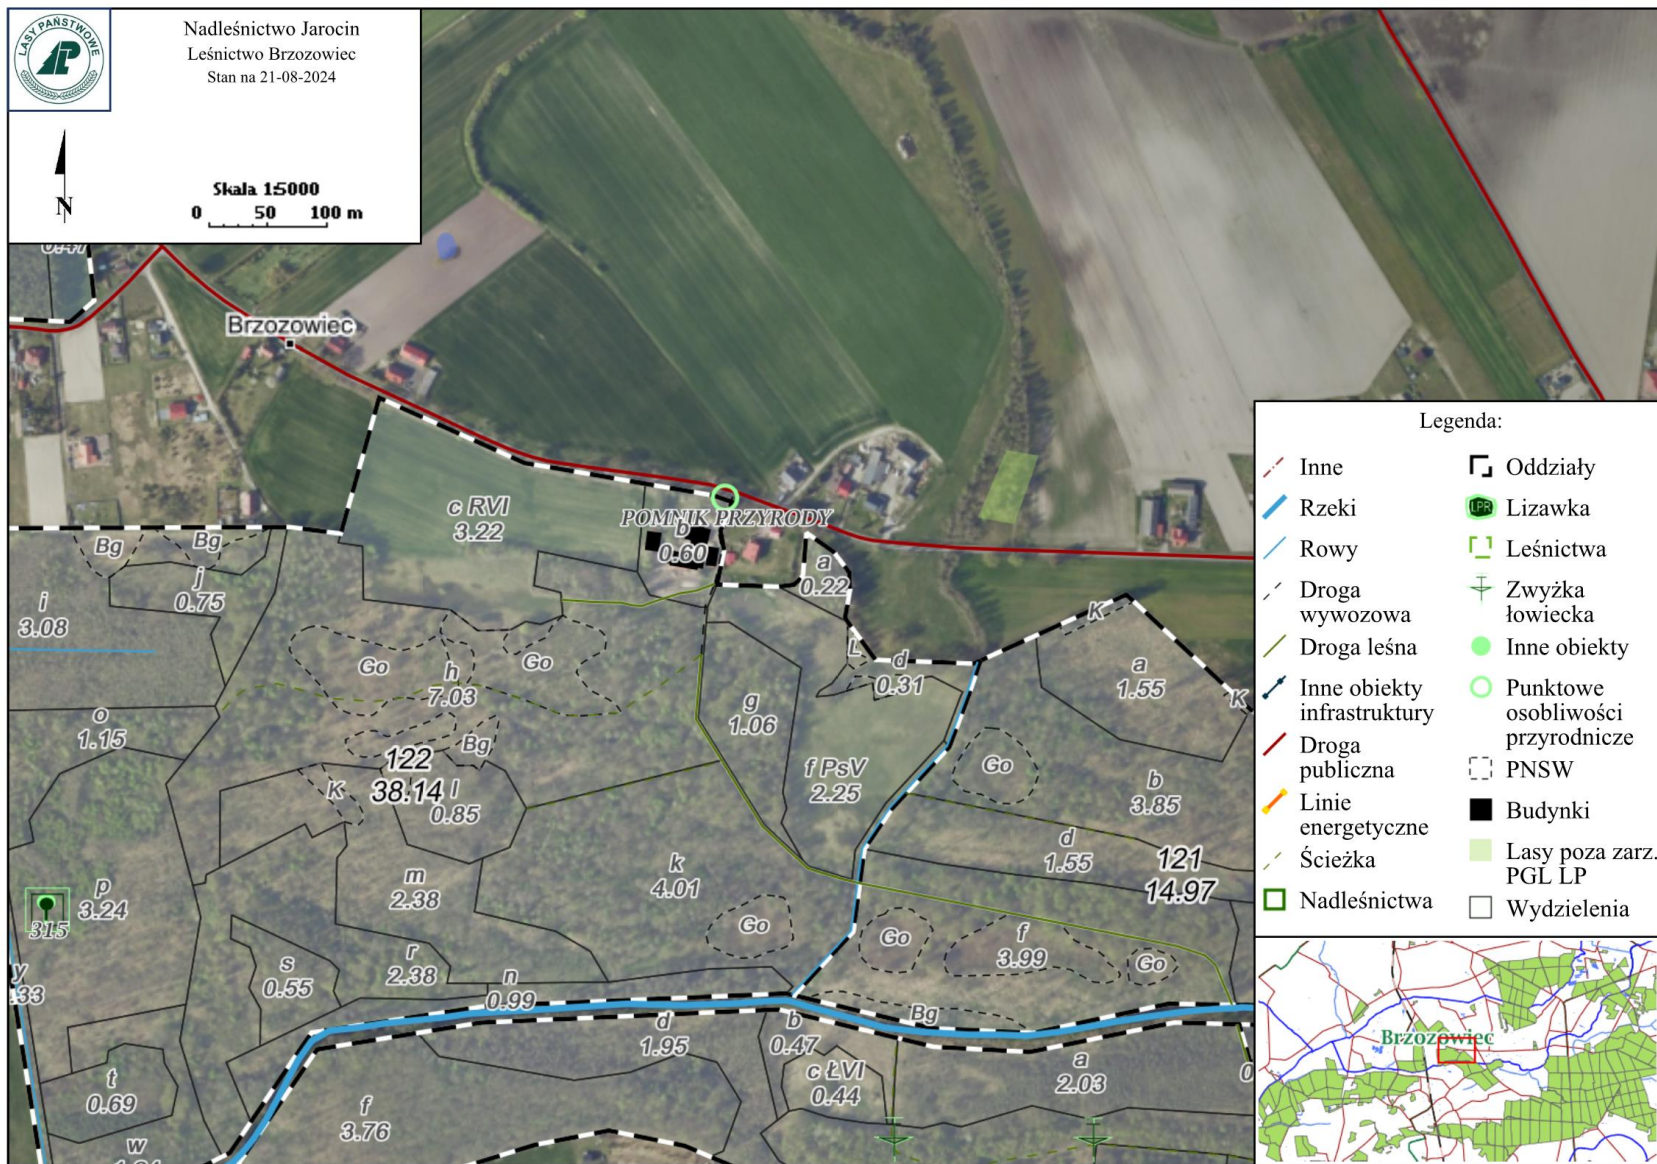 LASY PAŃSTWOWE
Nadleśnictwo Jarocin
Leśnictwo Brzozowiec
Stan na 21-08-2024
N
Skala 1:5000
0 50 100 m
Brzozowiec
c RVI
3.22
POMNIK PRZYRODY
b
0.60
a
0.22
Bg
Bg
j
0.75
i
3.08
Go
h
7.03
Go
o
1.15
Bg
122
38.14
K
l
0.85
g
1.06
L
d
0.31
f PsV
2.25
K
a
1.55
K
Go
b
3.85
d
1.55
121
14.97
k
4.01
m
2.38
p
3.24
315
Go
Go
f
3.99
Go
r
2.38
s
0.55
n
0.99
y
.33
Bg
d
1.95
b
0.47
c ŁVI
0.44
a
2.03
0
t
0.69
f
3.76
w
Legenda:
Inne
Rzeki
Rowy
Droga
wywozowa
Droga leśna
Inne obiekty
infrastruktury
Droga
publiczna
Linie
energetyczne
Ścieżka
Nadleśnictwa
Oddziały
LPR
Lizawka
Leśnictwa
Zwyżka
łowiecka
Inne obiekty
Punktowe
osobliwości
przyrodnicze
PNSW
Budynki
Lasy poza zarz.
PGL LP
Wydzielenia
Brzozowiec